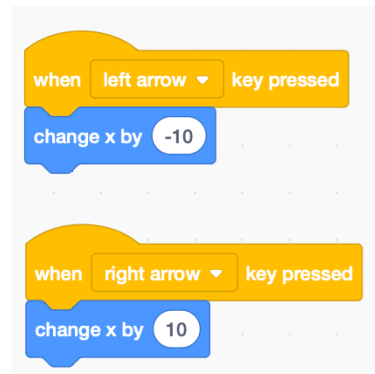 when left arrow key pressed
change x by -10
when right arrow key pressed
change x by 10